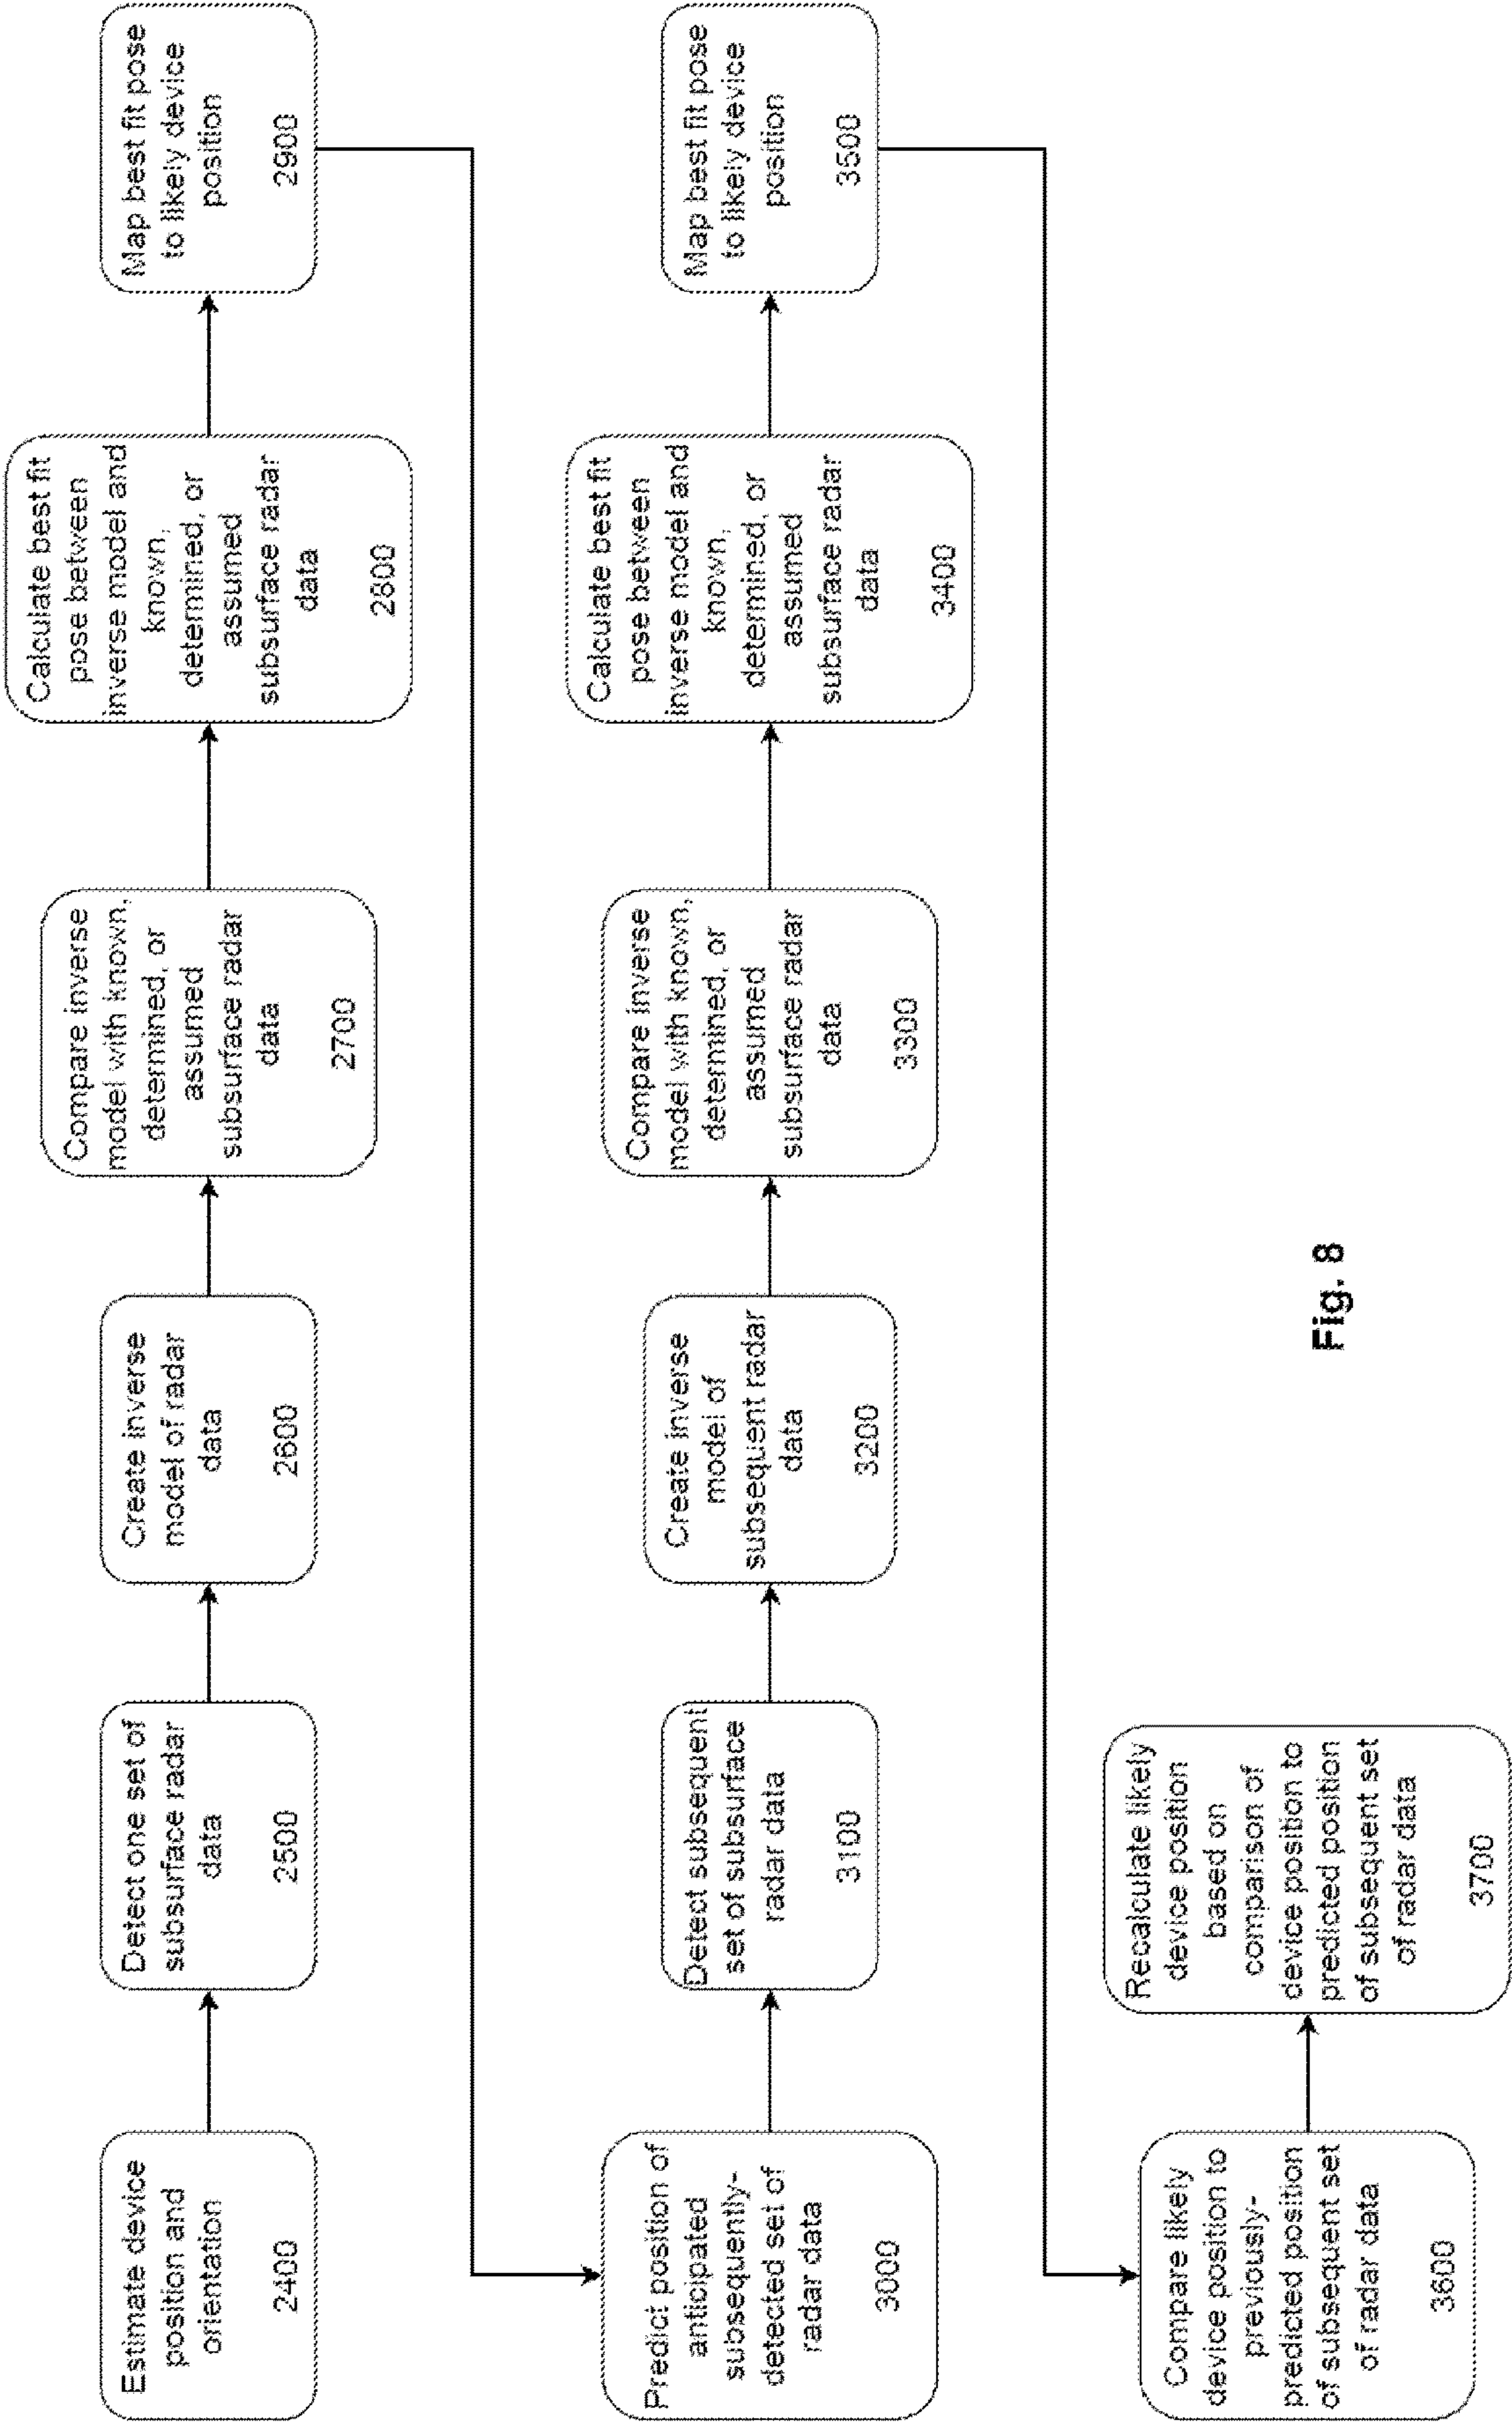 Estimate device
position and
orientation
2400
Detect one set of
subsurface radar
data
2500
Create inverse
model of radar
data
2600
Compare inverse
model with known,
determined, or
assumed
subsurface radar
data
2700
Calculate best fit
pose between
inverse model and
known,
determined, or
assumed
subsurface radar
data
2800
Map best fit pose
to likely device
position
2900
Predict position of
anticipated
subsequently-
detected set of
radar data
3000
Detect subsequent
set of subsurface
radar data
3100
Create inverse
model of
subsequent radar
data
3200
Compare inverse
model with known,
determined, or
assumed
subsurface radar
data
3300
Calculate best fit
pose between
inverse model and
known,
determined, or
assumed
subsurface radar
data
3400
Map best fit pose
to likely device
position
3500
Compare likely
device position to
previously-
predicted position
of subsequent set
of radar data
3600
Recalculate likely
device position
based on
comparison of
device position to
predicted position
of subsequent set
of radar data
3700
Fig. 8